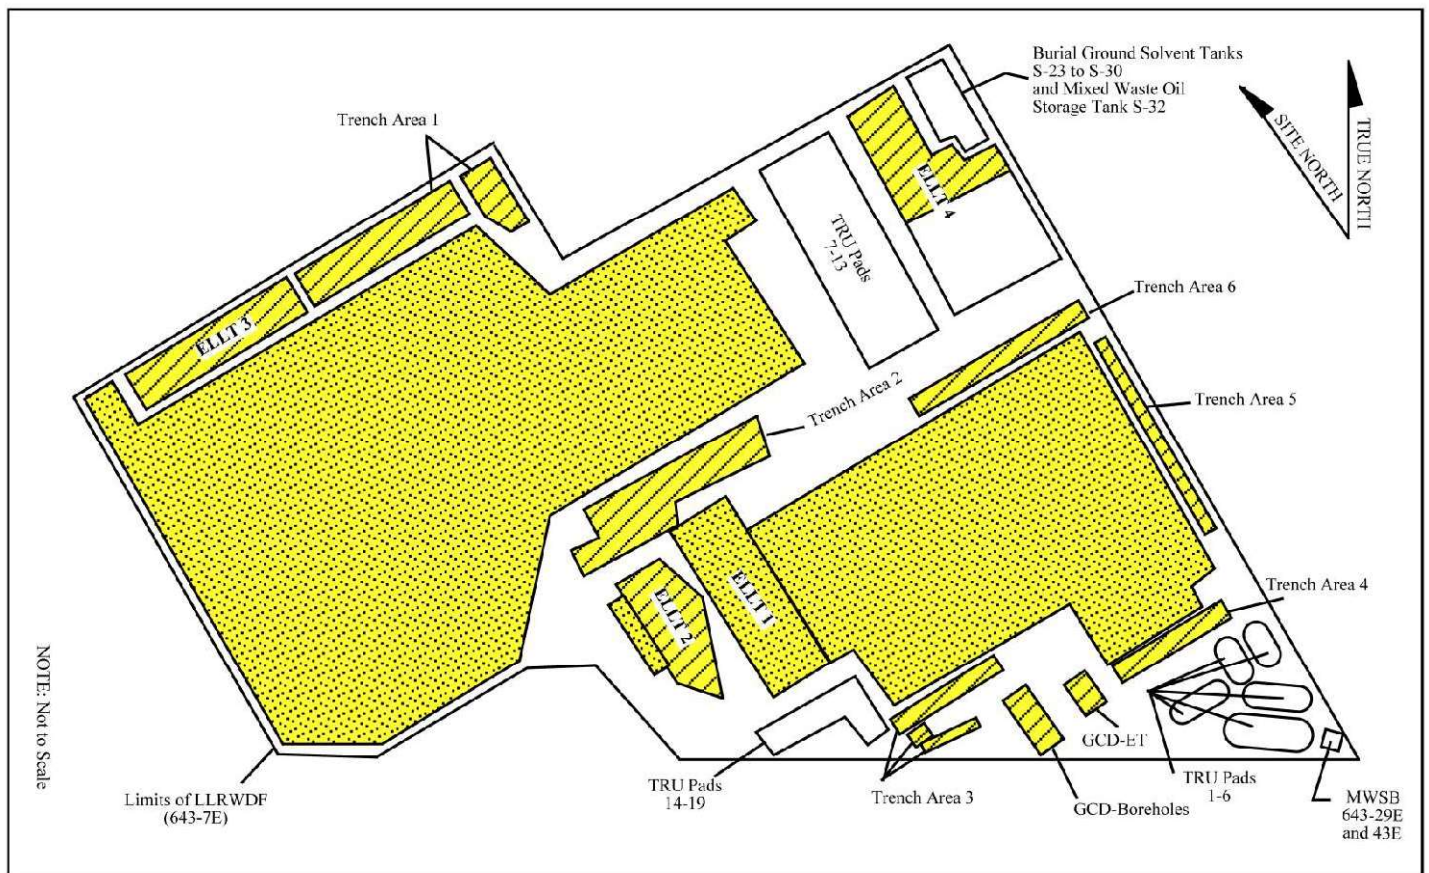 Burial Ground Solvent Tanks
S-23 to S-30
and Mixed Waste Oil
Storage Tank S-32
TRUE NORTH
SITE NORTH
Trench Area 1
ELLT 4
TRU Pads
7-13
Trench Area 6
ELLT 3
Trench Area 2
Trench Area 5
ELLT 1
ELLT 2
Trench Area 4
NOTE: Not to Scale
GCD-ET
TRU Pads
14-19
Trench Area 3
GCD-Boreholes
TRU Pads
1-6
Limits of LLRWDF
(643-7E)
MWSB
643-29E
and 43E